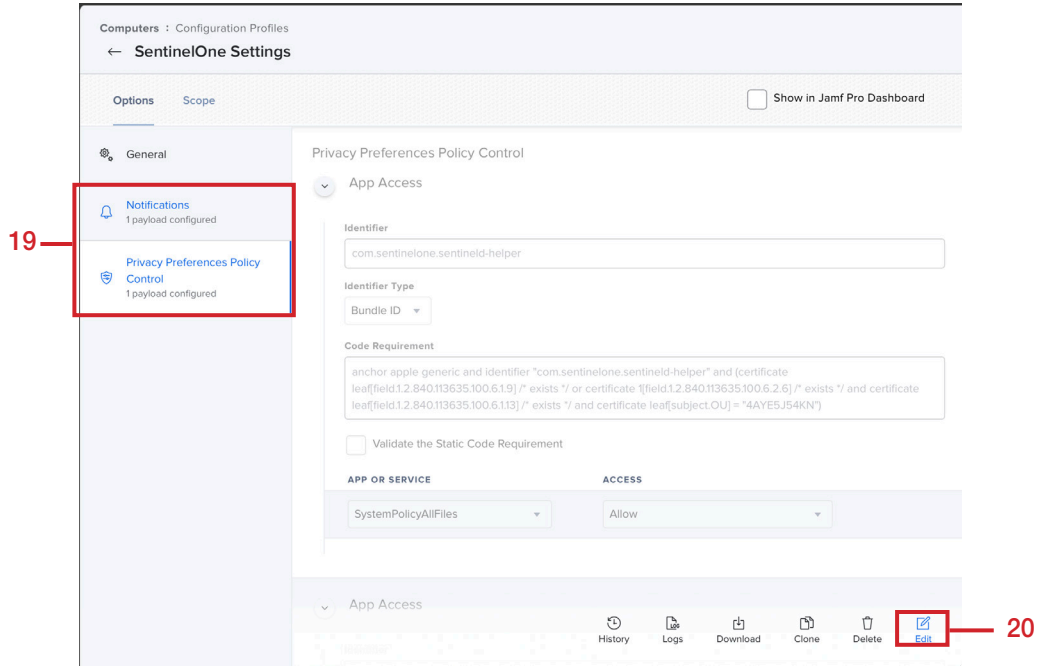 Computers : Configuration Profiles
← SentinelOne Settings
Options Scope
Show in Jamf Pro Dashboard
General
Notifications
1 payload configured
Privacy Preferences Policy
Control
1 payload configured
19
Privacy Preferences Policy Control
App Access
Identifier
com.sentinelone.sentineld-helper
Identifier Type
Bundle ID
Code Requirement
anchor apple generic and identifier "com.sentinelone.sentineld-helper" and (certificate
leaf[field.1.2.840.113635.100.6.1.9] /* exists */ or certificate 1[field.1.2.840.113635.100.6.2.6] /* exists */ and certificate
leaf[field.1.2.840.113635.100.6.1.13] /* exists */ and certificate leaf[subject.OU] = "4AYE5J54KN")
Validate the Static Code Requirement
APP OR SERVICE ACCESS
SystemPolicyAllFiles Allow
App Access
History Logs Download Clone Delete Edit
20